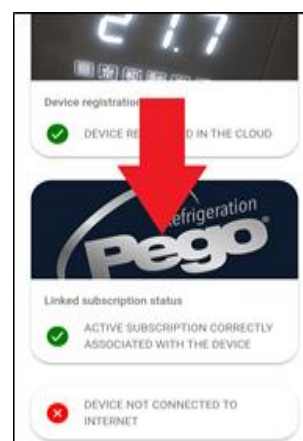 21.7
Device registration
DEVICE RE D IN THE CLOUD
Refrigeration
Pego
Linked subscription status
ACTIVE SUBSCRIPTION CORRECTLY
ASSOCIATED WITH THE DEVICE
DEVICE NOT CONNECTED TO
INTERNET